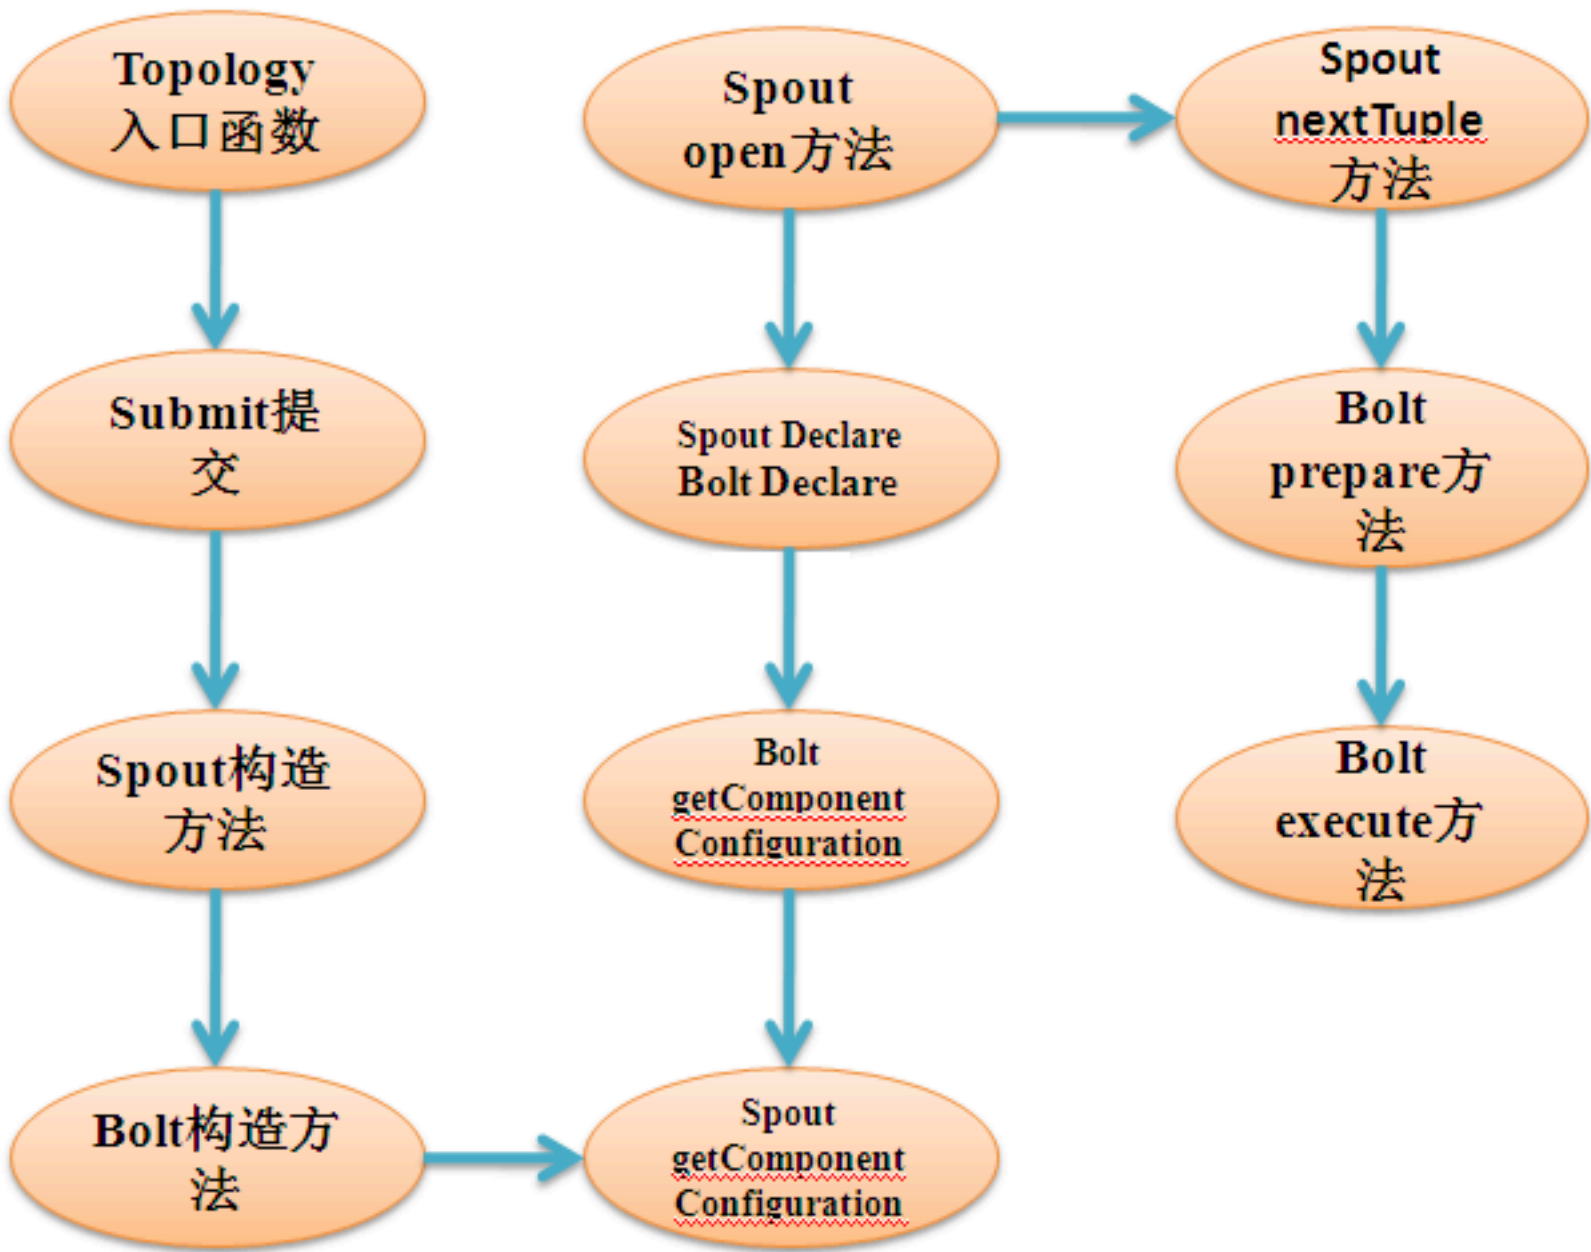 Topology
入口函数
Submit提
交
Spout构造
方法
Bolt构造方
法
Spout
open方法
Spout Declare
Bolt Declare
Bolt
getComponent
Configuration
Spout
getComponent
Configuration
Spout
nextTuple
方法
Bolt
prepare方
法
Bolt
execute方
法